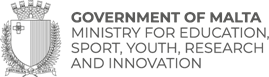 GOVERNMENT OF MALTA
MINISTRY FOR EDUCATION,
SPORT, YOUTH, RESEARCH
AND INNOVATION